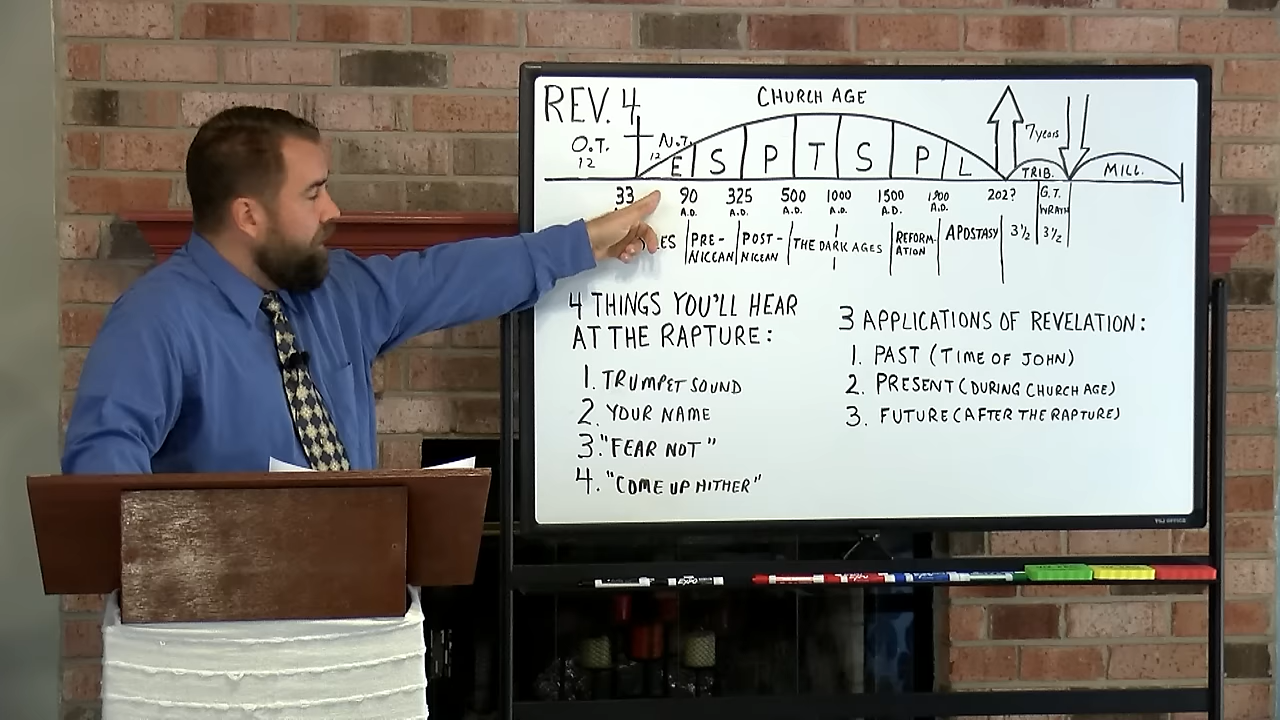 REV. 4
CHURCH AGE
O.T.
12
N.T.
12
E S P T S P L
7 years
TRIB.
MILL.
33 90 A.D. 325 A.D. 500 A.D. 1000 A.D. 1500 A.D. 1900 A.D. 202?
G.T.
WRATH
PRE-NICCAN
POST-NICEAN
THE DARK AGES
REFORM-ATION
APOSTASY
3½
3½
4 THINGS YOU'LL HEAR
AT THE RAPTURE:
1. TRUMPET SOUND
2. YOUR NAME
3. "FEAR NOT"
4. "COME UP HITHER"
3 APPLICATIONS OF REVELATION:
1. PAST (TIME OF JOHN)
2. PRESENT (DURING CHURCH AGE)
3. FUTURE (AFTER THE RAPTURE)
EXPO